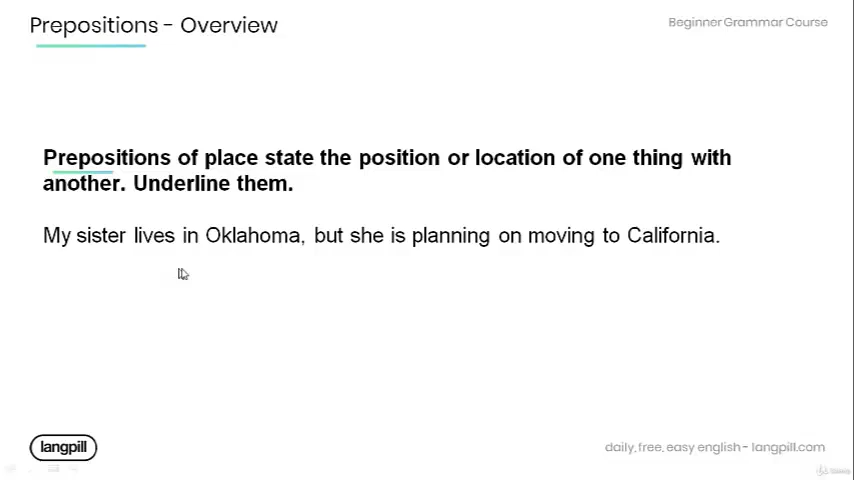 Prepositions - Overview
Beginner Grammar Course
Prepositions of place state the position or location of one thing with
another. Underline them.
My sister lives in Oklahoma, but she is planning on moving to California.
langpill
daily, free, easy english - langpill.com
Udemy